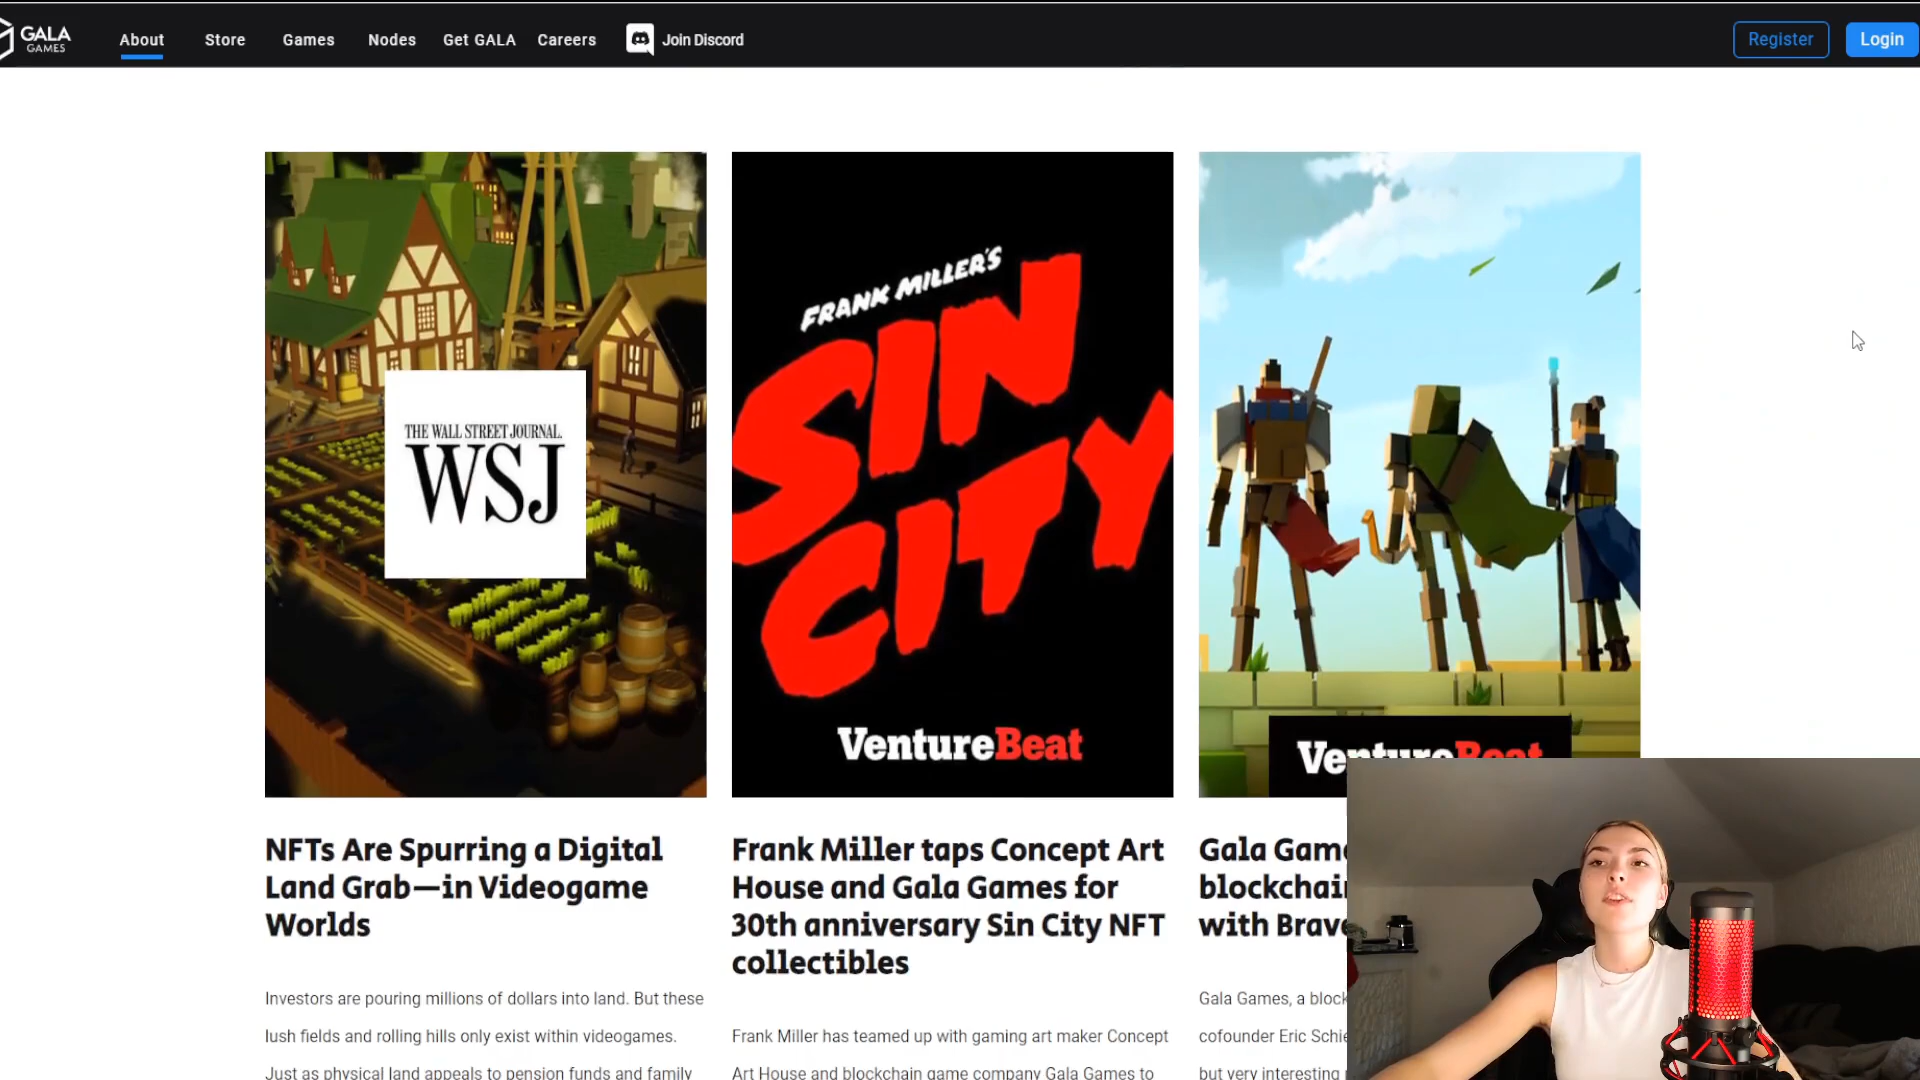 GALA
GAMES
About
Store
Games
Nodes
Get GALA
Careers
Join Discord
Register
Login
THE WALL STREET JOURNAL.
WSJ
FRANK MILLER'S
SIN
CITY
VentureBeat
VentureBeat
NFTs Are Spurring a Digital
Land Grab—in Videogame
Worlds
Investors are pouring millions of dollars into land. But these
lush fields and rolling hills only exist within videogames.
Just as physical land appeals to pension funds and family
Frank Miller taps Concept Art
House and Gala Games for
30th anniversary Sin City NFT
collectibles
Frank Miller has teamed up with gaming art maker Concept
Art House and blockchain game company Gala Games to
Gala
with
Gala Games, a
cofounder Eric
but very interesting